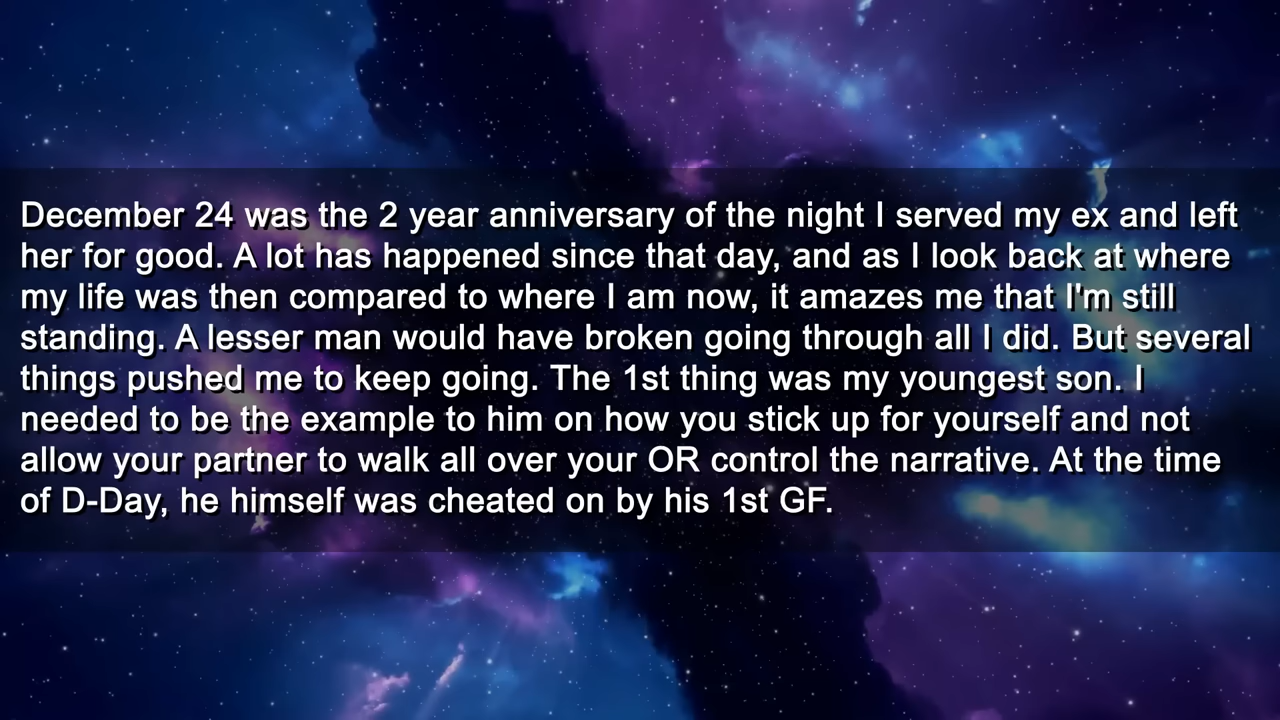 December 24 was the 2 year anniversary of the night I served my ex and left
her for good. A lot has happened since that day, and as I look back at where
my life was then compared to where I am now, it amazes me that I'm still
standing. A lesser man would have broken going through all I did. But several
things pushed me to keep going. The 1st thing was my youngest son. I
needed to be the example to him on how you stick up for yourself and not
allow your partner to walk all over your OR control the narrative. At the time
of D-Day, he himself was cheated on by his 1st GF.